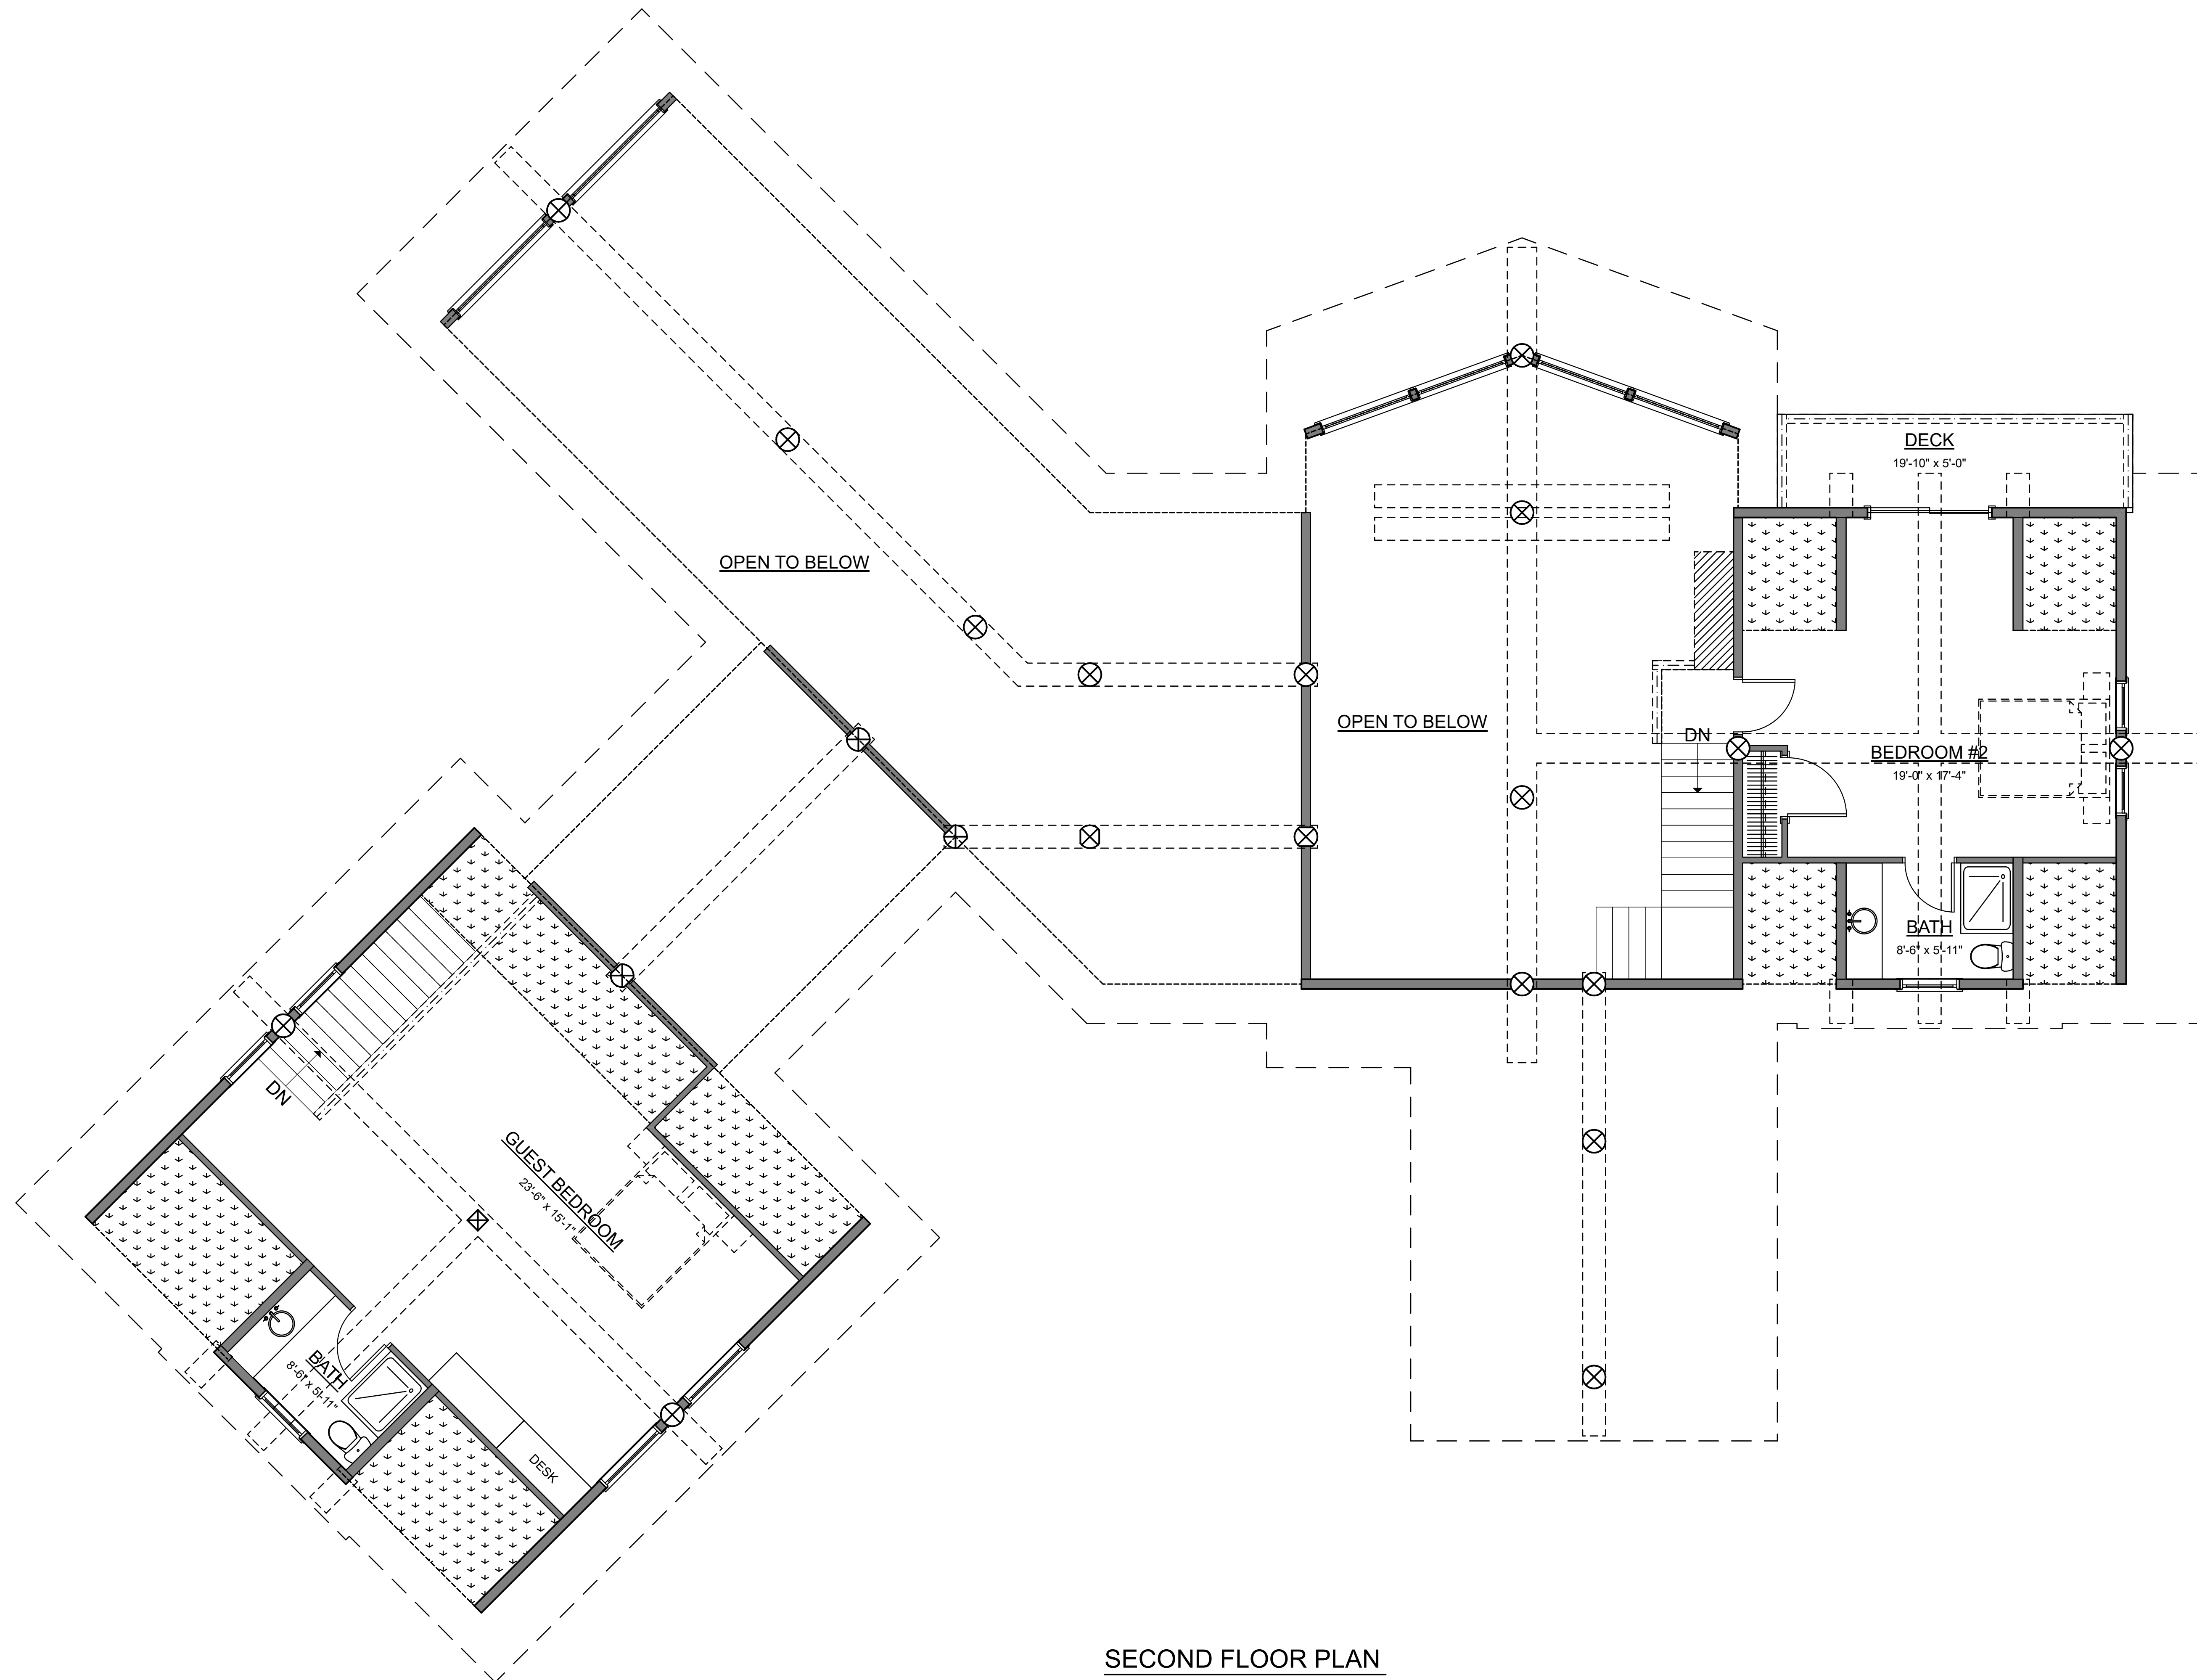 DECK
19'-10" x 5'-0"
OPEN TO BELOW
OPEN TO BELOW
DN
BEDROOM #2
19'-0" x 17'-4"
BATH
8'-6" x 5'-11"
DN
GUEST BEDROOM
23'-6" x 15'-1"
BATH
8'-6" x 5'-11"
DESK
SECOND FLOOR PLAN